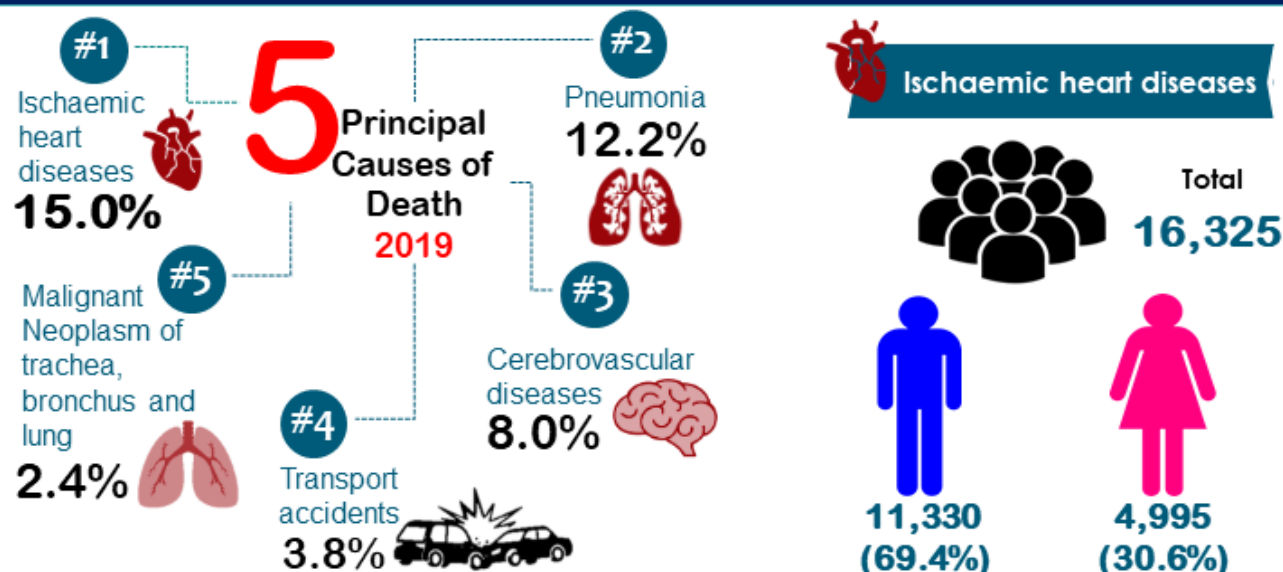 #1
Ischaemic
heart
diseases
15.0%
5
Principal
Causes of
Death
2019
#2
Pneumonia
12.2%
#3
Cerebrovascular
diseases
8.0%
#4
Transport
accidents
3.8%
#5
Malignant
Neoplasm of
trachea,
bronchus and
lung
2.4%
Ischaemic heart diseases
Total
16,325
11,330
(69.4%)
4,995
(30.6%)